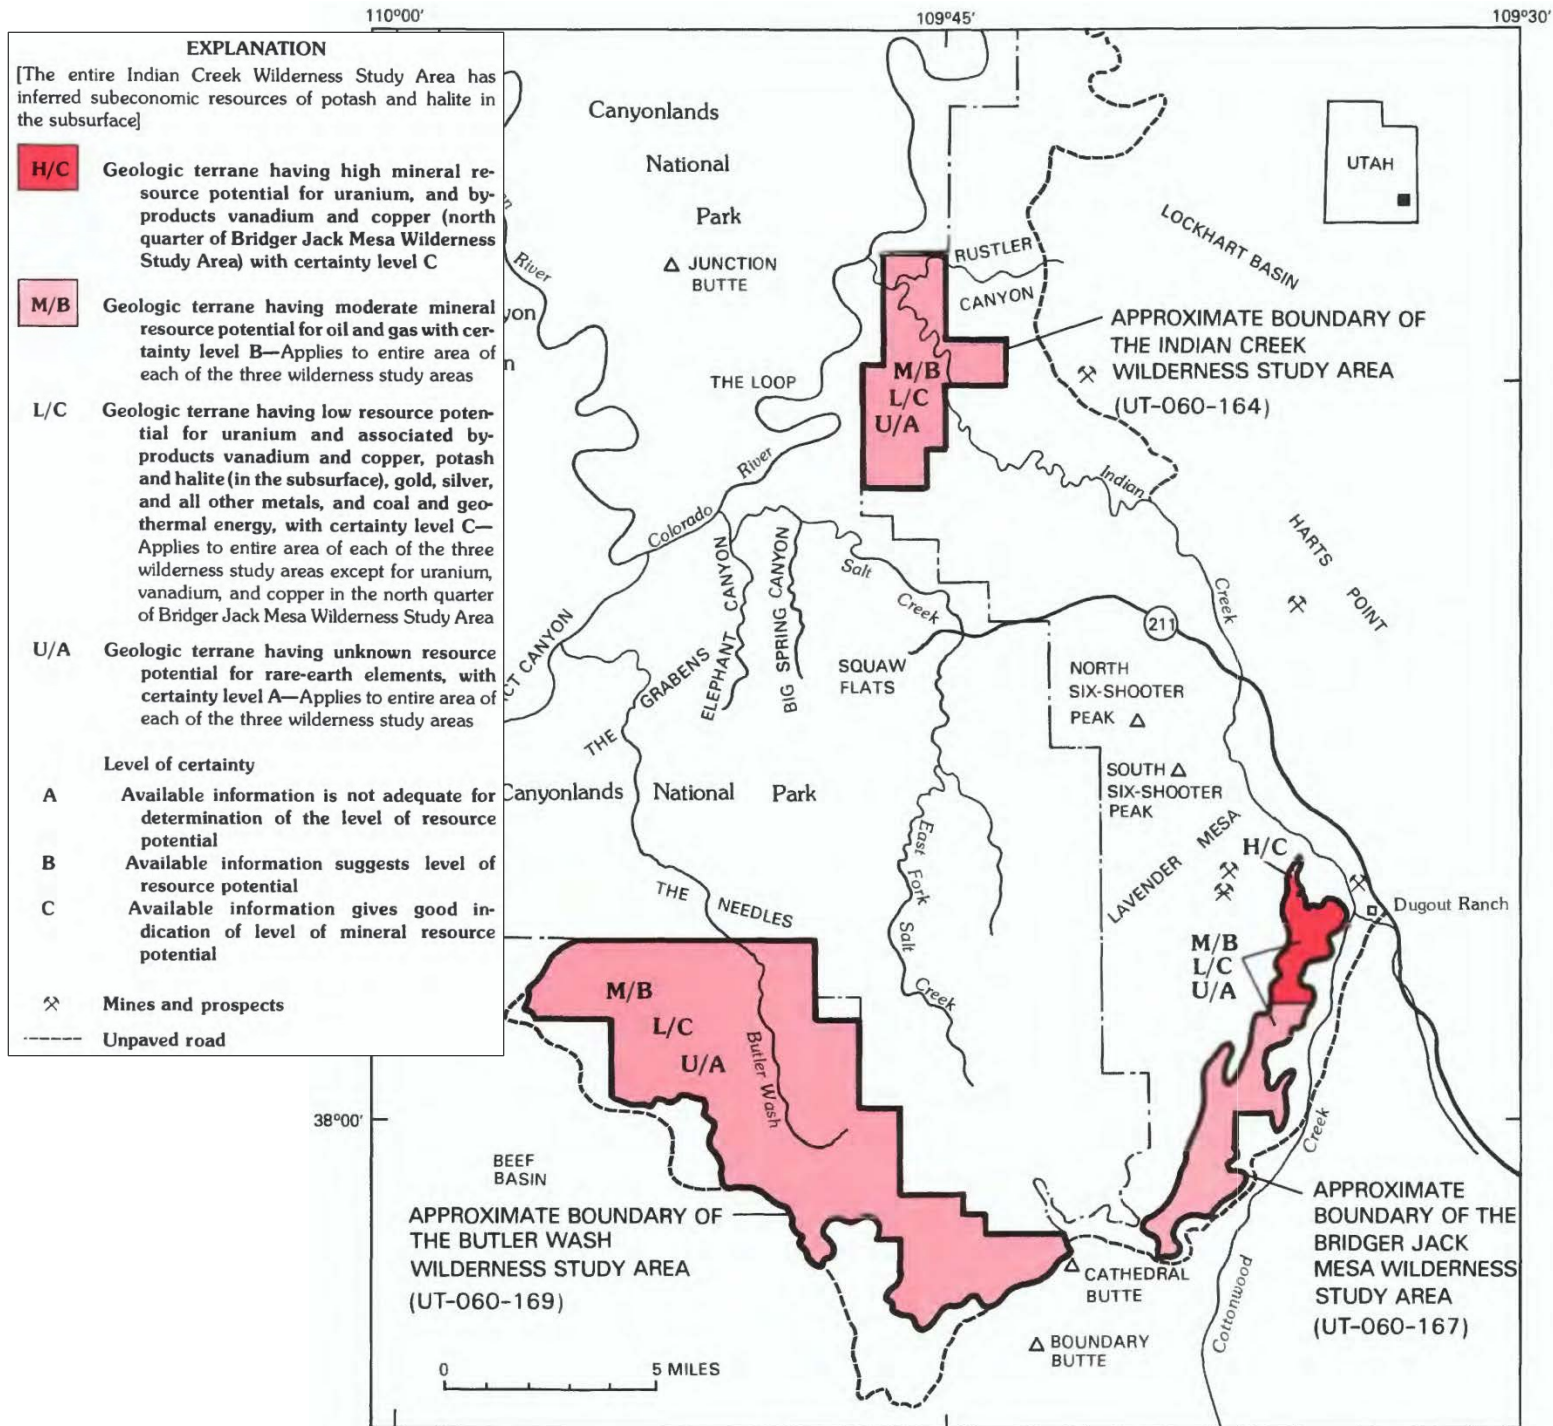 110°00'
109°45'
109°30'
EXPLANATION
[The entire Indian Creek Wilderness Study Area has
inferred subeconomic resources of potash and halite in
the subsurface]
H/C
Geologic terrane having high mineral re-
source potential for uranium, and by-
products vanadium and copper (north
quarter of Bridger Jack Mesa Wilderness
Study Area) with certainty level C
M/B
Geologic terrane having moderate mineral
resource potential for oil and gas with cer-
tainty level B—Applies to entire area of
each of the three wilderness study areas
L/C
Geologic terrane having low resource poten-
tial for uranium and associated by-
products vanadium and copper, potash
and halite (in the subsurface), gold, silver,
and all other metals, and coal and geo-
thermal energy, with certainty level C—
Applies to entire area of each of the three
wilderness study areas except for uranium,
vanadium, and copper in the north quarter
of Bridger Jack Mesa Wilderness Study Area
U/A
Geologic terrane having unknown resource
potential for rare-earth elements, with
certainty level A—Applies to entire area of
each of the three wilderness study areas
Level of certainty
A
Available information is not adequate for
determination of the level of resource
potential
B
Available information suggests level of
resource potential
C
Available information gives good in-
dication of level of mineral resource
potential
Mines and prospects
Unpaved road
Canyonlands
National
Park
UTAH
JUNCTION
BUTTE
River
RUSTLER
CANYON
LOCKHART BASIN
APPROXIMATE BOUNDARY OF
THE INDIAN CREEK
WILDERNESS STUDY AREA
(UT-060-164)
THE LOOP
M/B
L/C
U/A
Colorado
River
Indian
Creek
HARTS
POINT
ELEPHANT CANYON
BIG SPRING CANYON
Salt
Creek
211
SQUAW
FLATS
THE GRABENS
CT CANYON
NORTH
SIX-SHOOTER
PEAK
SOUTH
SIX-SHOOTER
PEAK
Canyonlands National Park
East Fork Salt Creek
LAVENDER MESA
H/C
THE NEEDLES
Dugout Ranch
M/B
L/C
U/A
M/B
L/C
U/A
Butler Wash
38°00'
BEEF
BASIN
APPROXIMATE BOUNDARY OF
THE BUTLER WASH
WILDERNESS STUDY AREA
(UT-060-169)
Cottonwood
Creek
APPROXIMATE
BOUNDARY OF THE
BRIDGER JACK
MESA WILDERNESS
STUDY AREA
(UT-060-167)
CATHEDRAL
BUTTE
BOUNDARY
BUTTE
0 5 MILES